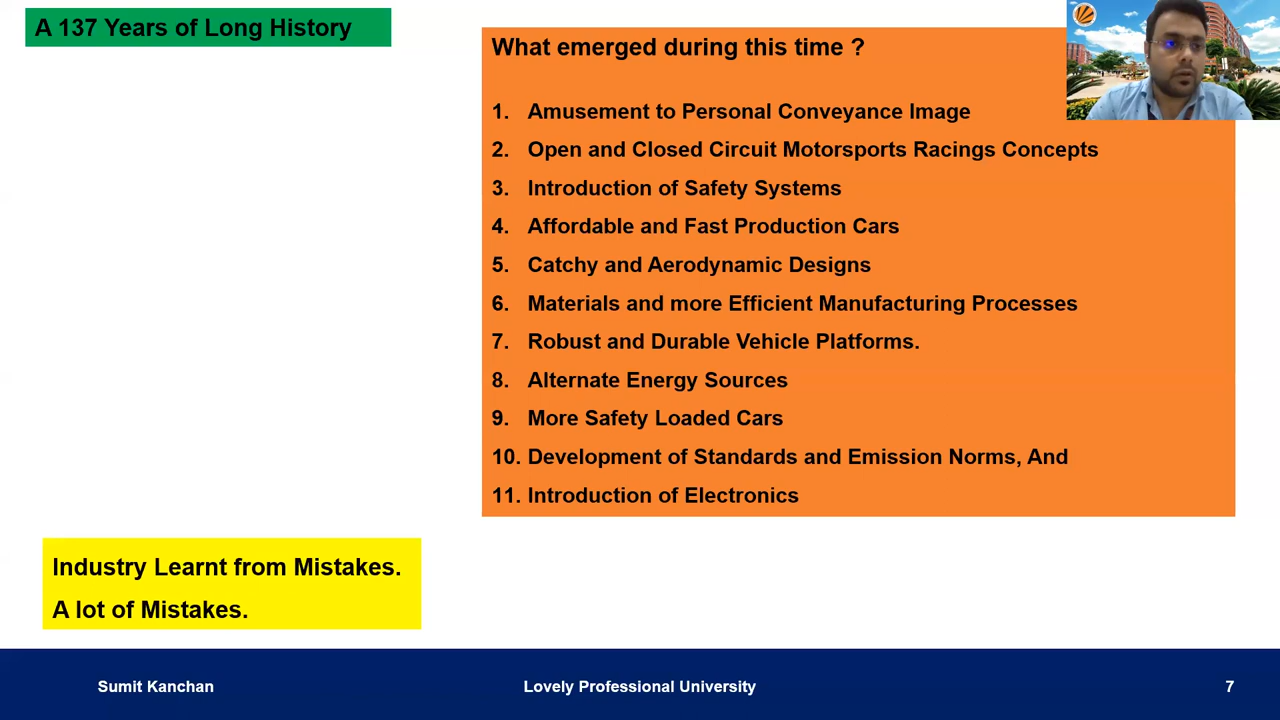 A 137 Years of Long History
What emerged during this time ?
1. Amusement to Personal Conveyance Image
2. Open and Closed Circuit Motorsports Racings Concepts
3. Introduction of Safety Systems
4. Affordable and Fast Production Cars
5. Catchy and Aerodynamic Designs
6. Materials and more Efficient Manufacturing Processes
7. Robust and Durable Vehicle Platforms.
8. Alternate Energy Sources
9. More Safety Loaded Cars
10. Development of Standards and Emission Norms, And
11. Introduction of Electronics
Industry Learnt from Mistakes.
A lot of Mistakes.
Sumit Kanchan
Lovely Professional University
7